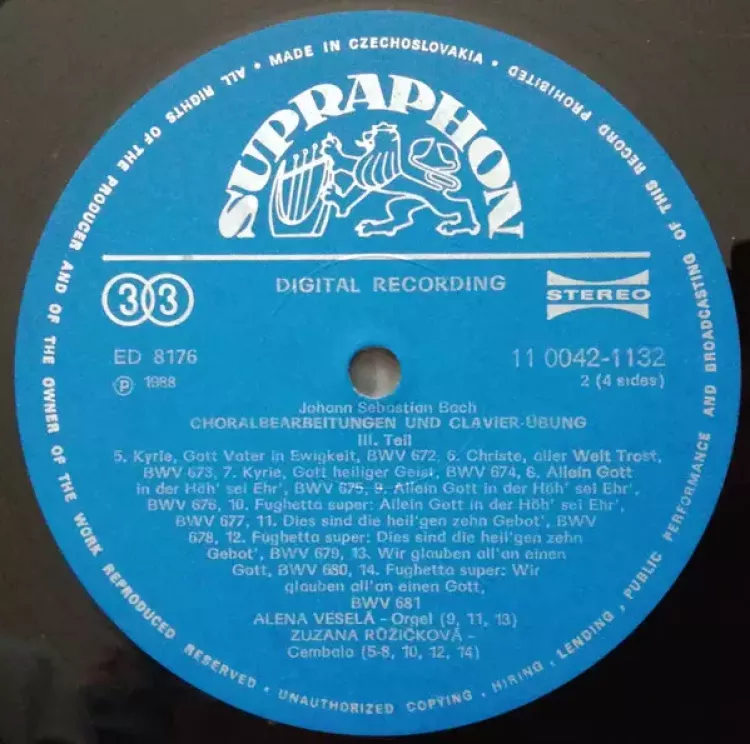 ALL RIGHTS OF THE PRODUCER AND OF THE OWNER OF THE WORK REPRODUCED RESERVED • UNAUTHORIZED COPYING, HIRING, LENDING, PUBLIC PERFORMANCE AND BROADCASTING OF THIS RECORD PROHIBITED • MADE IN CZECHOSLOVAKIA •
SUPRAPHON
33
DIGITAL RECORDING
STEREO
ED 8176
11 0042-1132
℗ 1988
2 (4 sides)
Johann Sebastian Bach
CHORALBEARBEITUNGEN UND CLAVIER-ÜBUNG
III. Teil
5. Kyrie, Gott Vater in Ewigkeit, BWV 672, 6. Christe, aller Welt Trost,
BWV 673, 7. Kyrie, Gott heiliger Geist, BWV 674, 8. Allein Gott
in der Höh' sei Ehr', BWV 675, 9. Allein Gott in der Höh' sei Ehr',
BWV 676, 10. Fughetta super: Allein Gott in der Höh' sei Ehr',
BWV 677, 11. Dies sind die heil'gen zehn Gebot', BWV
678, 12. Fughetta super: Dies sind die heil'gen zehn
Gebot', BWV 679, 13. Wir glauben all'an einen
Gott, BWV 680, 14. Fughetta super: Wir
glauben all'an einen Gott,
BWV 681
ALENA VESELÁ - Orgel (9, 11, 13)
ZUZANA RŮŽIČKOVÁ -
Cembalo (5-8, 10, 12, 14)